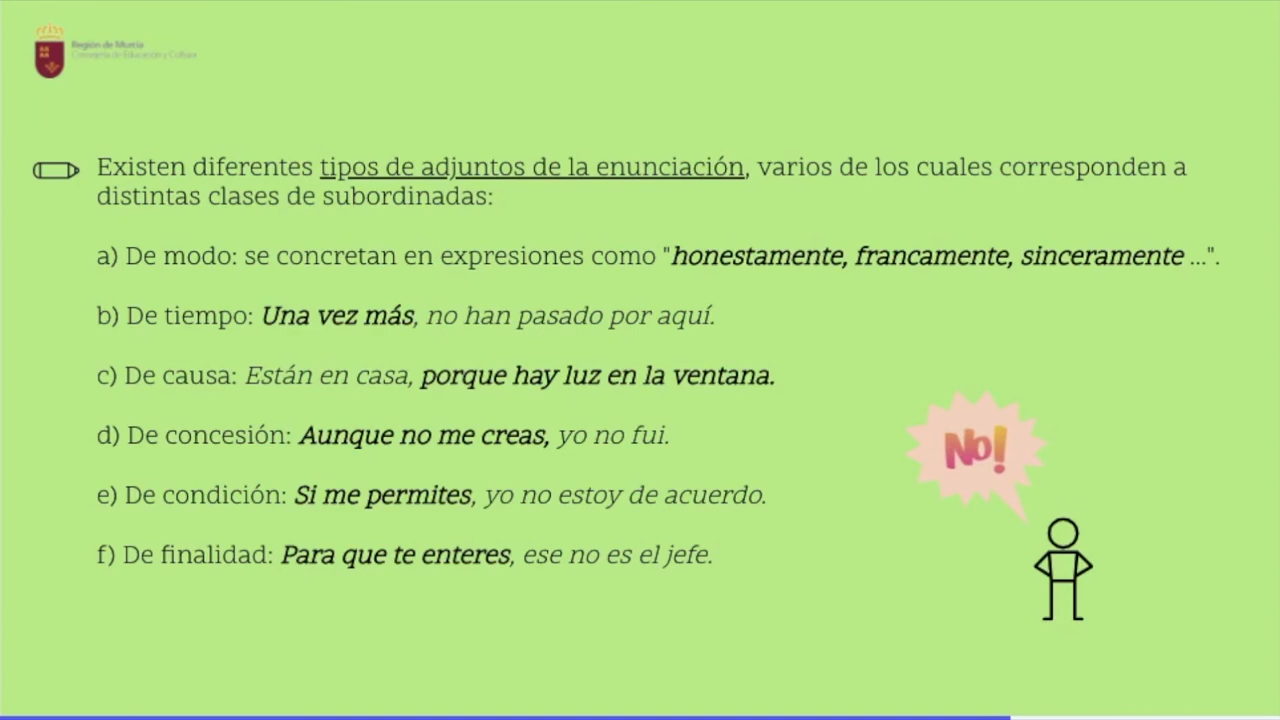 Región de Murcia
Consejería de Educación y Cultura
Existen diferentes tipos de adjuntos de la enunciación, varios de los cuales corresponden a
distintas clases de subordinadas:
a) De modo: se concretan en expresiones como "honestamente, francamente, sinceramente ...".
b) De tiempo: Una vez más, no han pasado por aquí.
c) De causa: Están en casa, porque hay luz en la ventana.
d) De concesión: Aunque no me creas, yo no fui.
e) De condición: Si me permites, yo no estoy de acuerdo.
f) De finalidad: Para que te enteres, ese no es el jefe.
No!